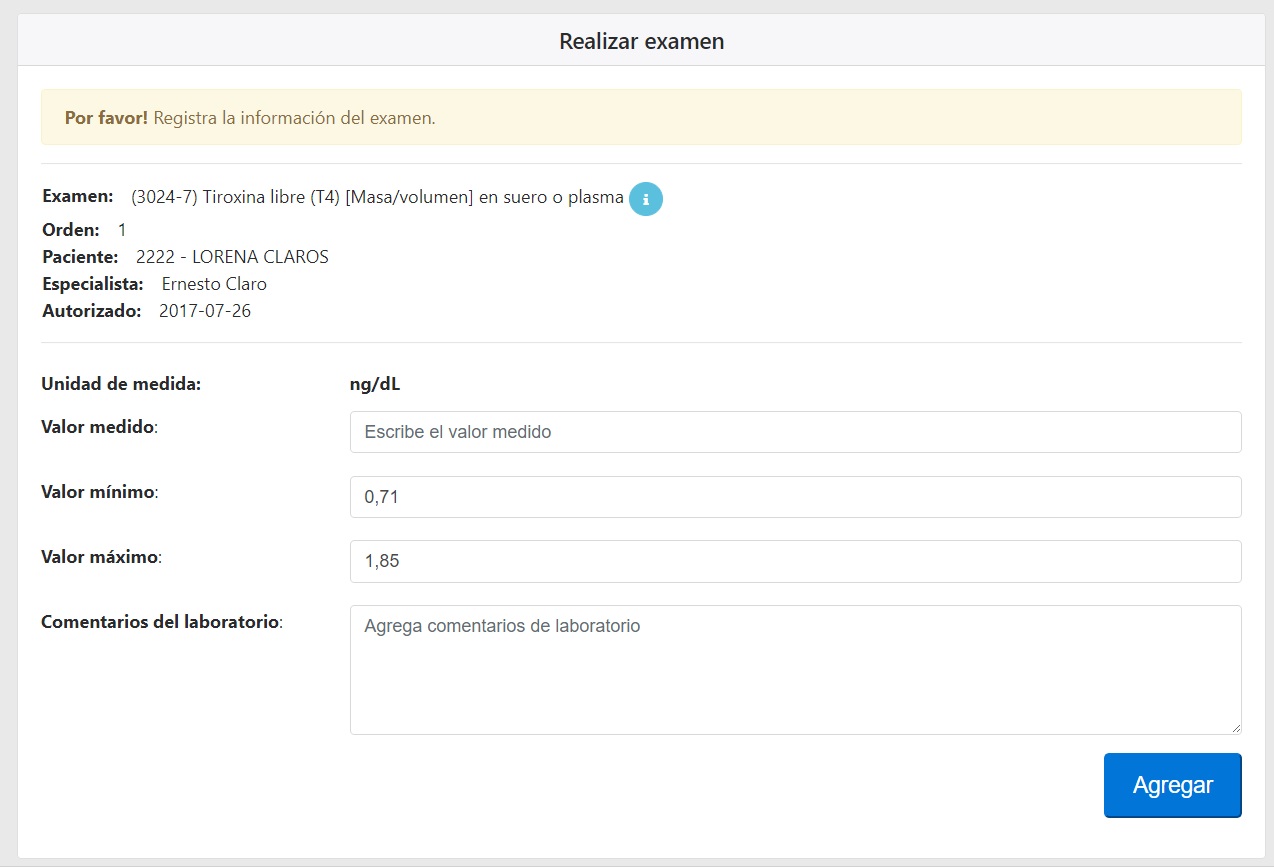 Realizar examen
Por favor! Registra la información del examen.
Examen: (3024-7) Tiroxina libre (T4) [Masa/volumen] en suero o plasma i
Orden: 1
Paciente: 2222 - LORENA CLAROS
Especialista: Ernesto Claro
Autorizado: 2017-07-26
Unidad de medida: ng/dL
Valor medido: Escribe el valor medido
Valor mínimo: 0,71
Valor máximo: 1,85
Comentarios del laboratorio: Agrega comentarios de laboratorio
Agregar